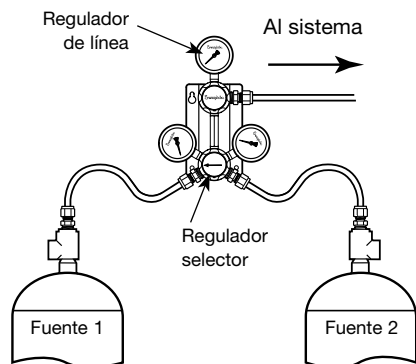 Regulador
de línea
Al sistema
Regulador
selector
Fuente 1
Fuente 2